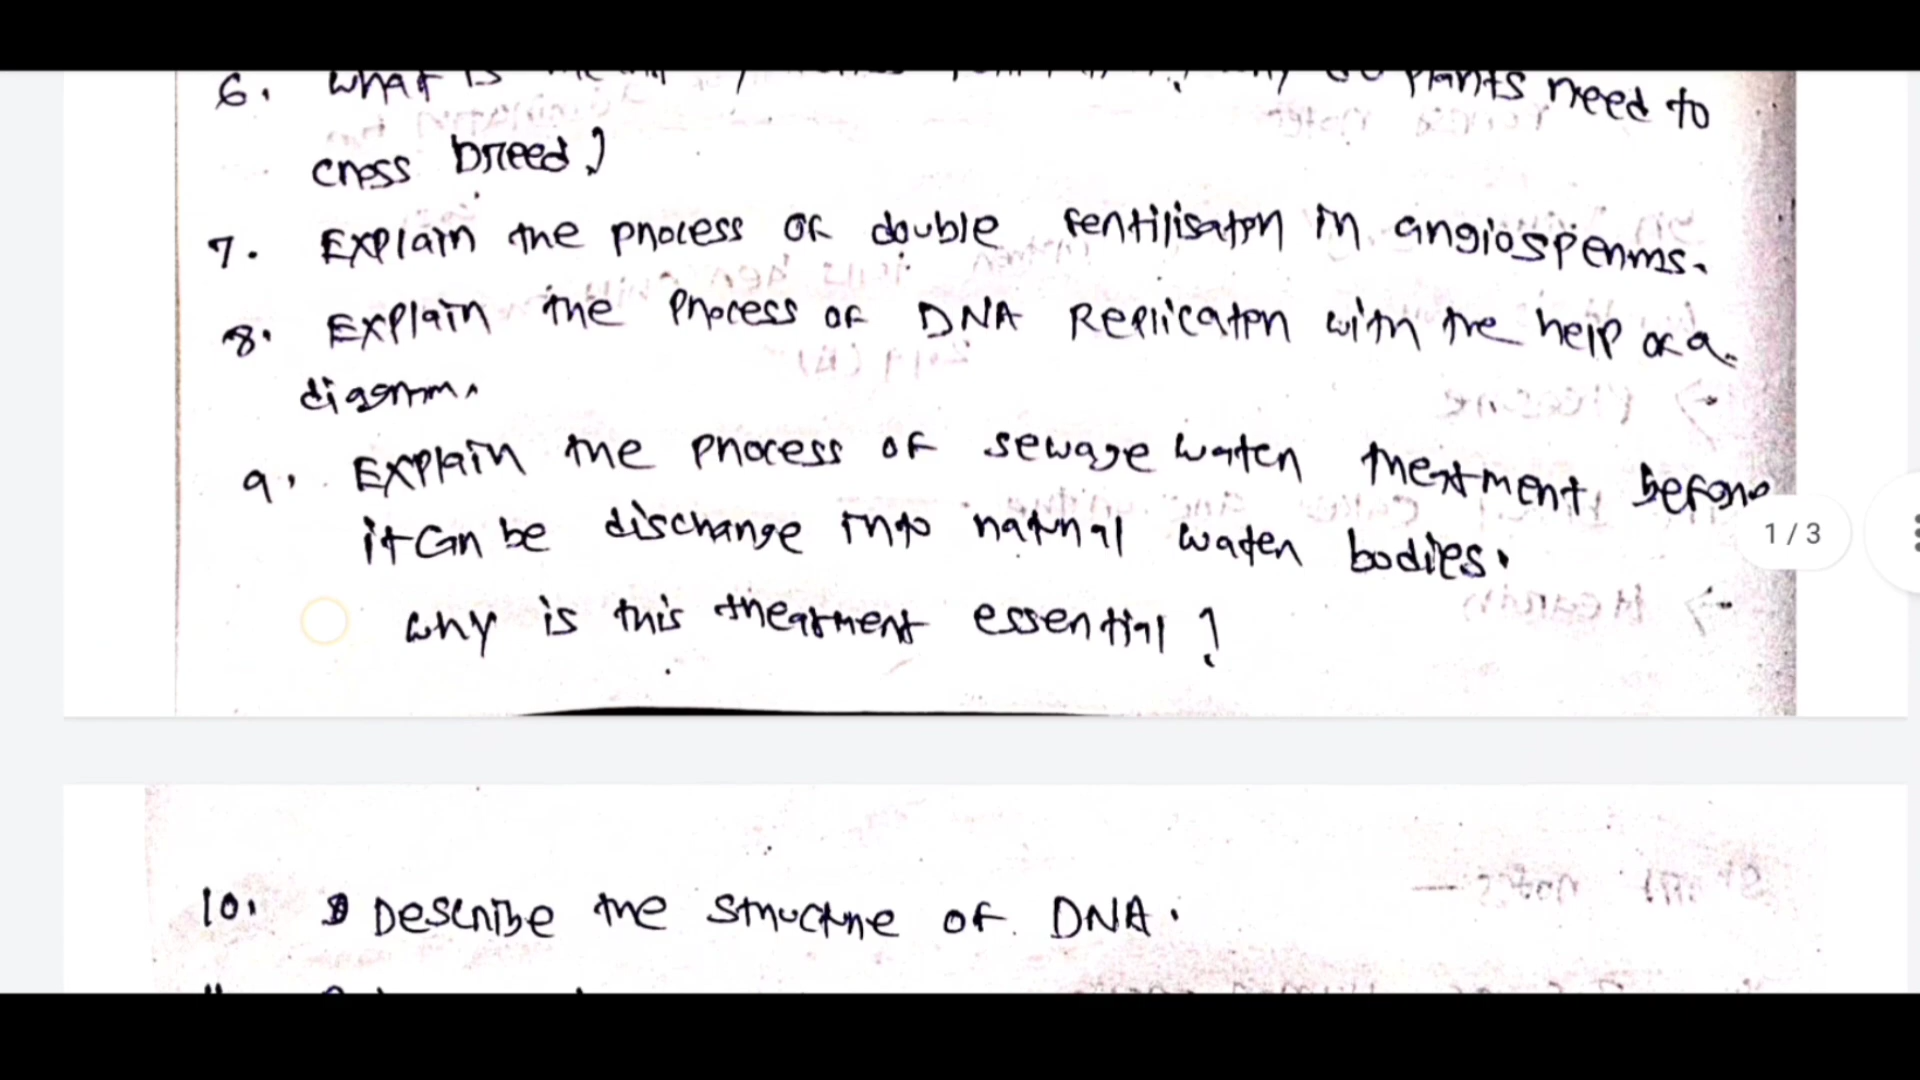 6. What is plants need to
cross breed?
7. Explain the process of double fertilisation in angiosperms.
8. Explain the process of DNA Replication with the help of a
diagram.
9. Explain the process of sewage water treatment, before
it can be discharge into natural water bodies.
1 / 3
Why is this treatment essential?
10. Describe the structure of DNA.